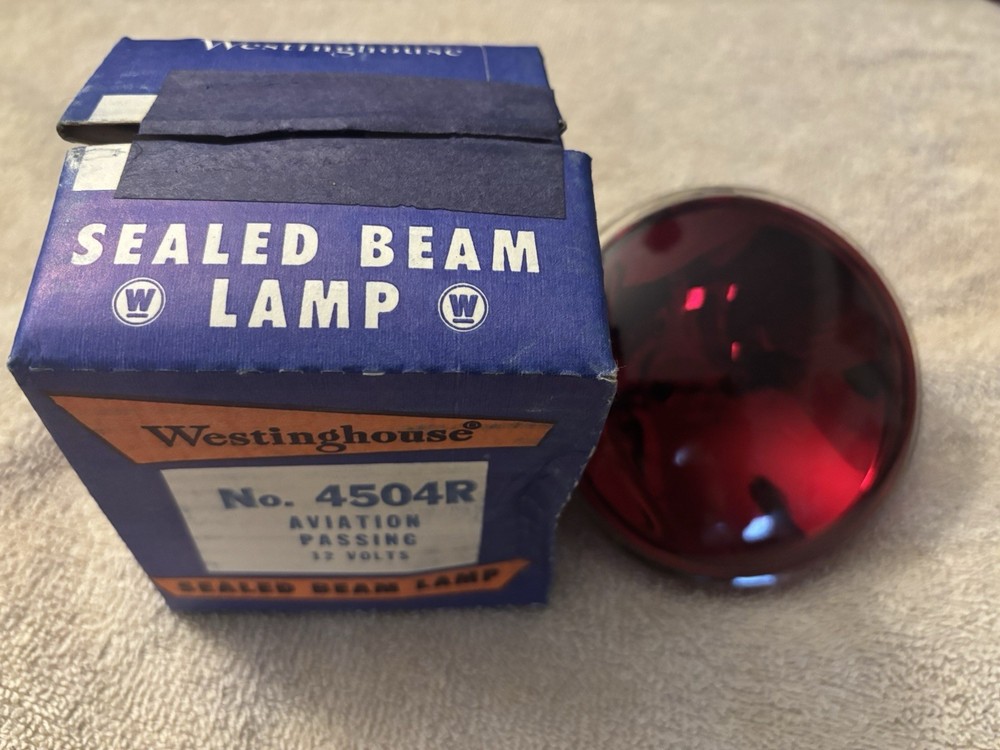 Westinghouse
SEALED BEAM
W LAMP W
Westinghouse®
No. 4504R
AVIATION
PASSING
12 VOLTS
SEALED BEAM LAMP